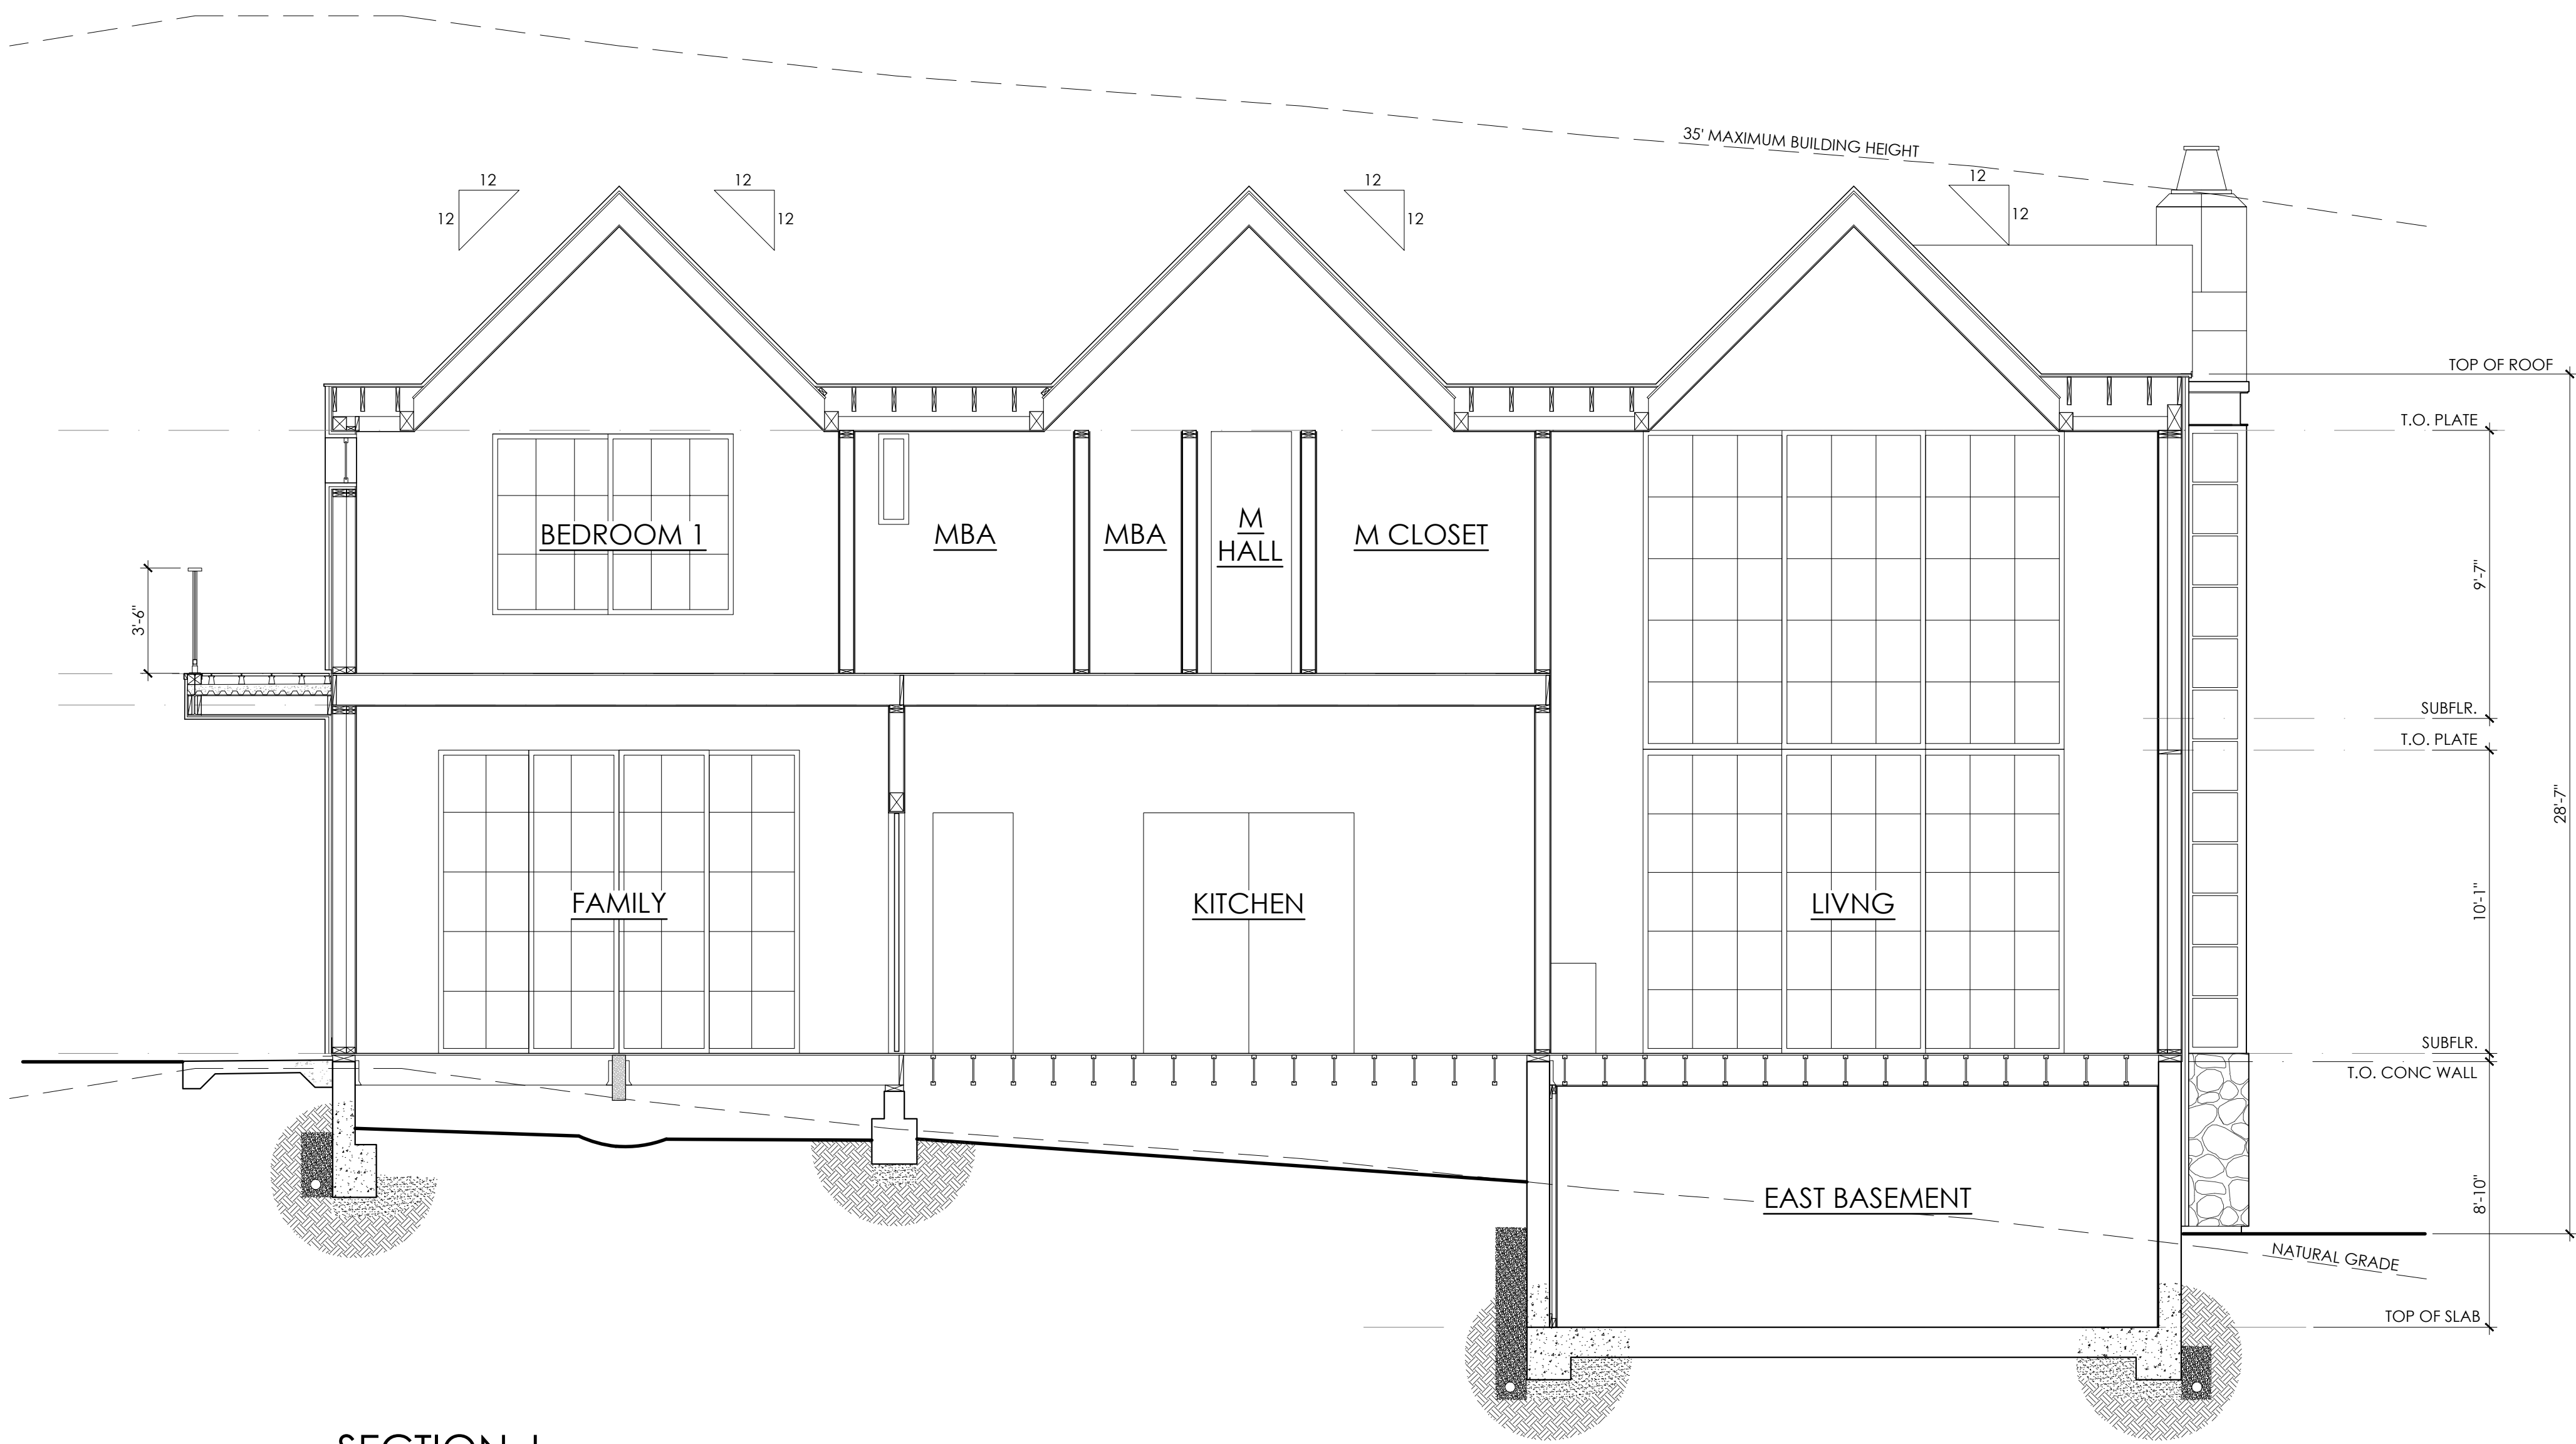 35' MAXIMUM BUILDING HEIGHT
12
12
12
12
12
12
12
12
TOP OF ROOF
T.O. PLATE
BEDROOM 1
MBA
MBA
M
HALL
M CLOSET
9'-7"
3'-6"
SUBFLR.
T.O. PLATE
28'-7"
FAMILY
KITCHEN
LIVNG
10'-1"
SUBFLR.
T.O. CONC WALL
EAST BASEMENT
8'-10"
NATURAL GRADE
TOP OF SLAB